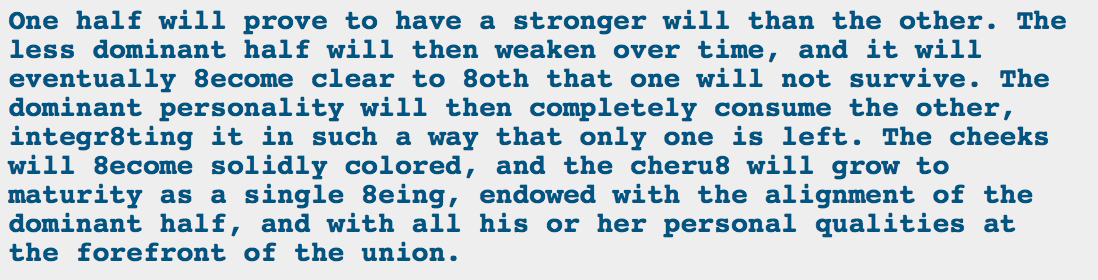 One half will prove to have a stronger will than the other. The
less dominant half will then weaken over time, and it will
eventually 8ecome clear to 8oth that one will not survive. The
dominant personality will then completely consume the other,
integr8ting it in such a way that only one is left. The cheeks
will 8ecome solidly colored, and the cheru8 will grow to
maturity as a single 8eing, endowed with the alignment of the
dominant half, and with all his or her personal qualities at
the forefront of the union.